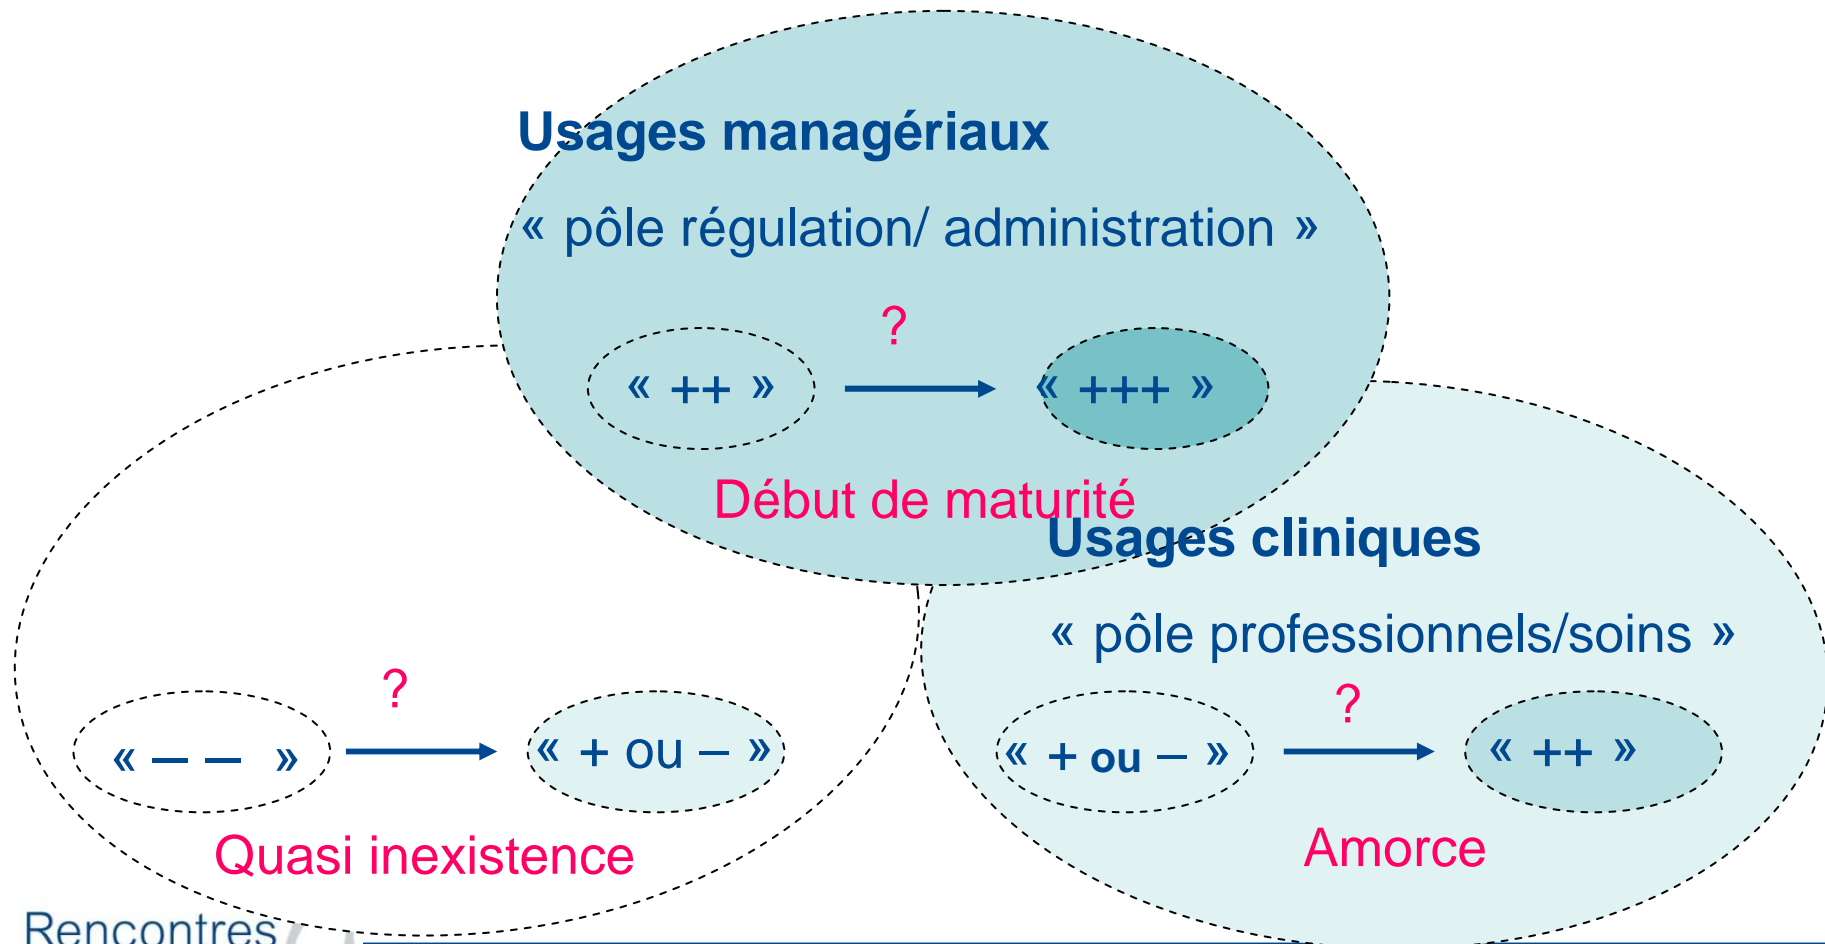 Usages managériaux
« pôle régulation/ administration »
?
« ++ »
« +++ »
Début de maturité
Usages cliniques
« pôle professionnels/soins »
?
« – – »
« + ou – »
Quasi inexistence
?
« + ou – »
« ++ »
Amorce
Rencontres